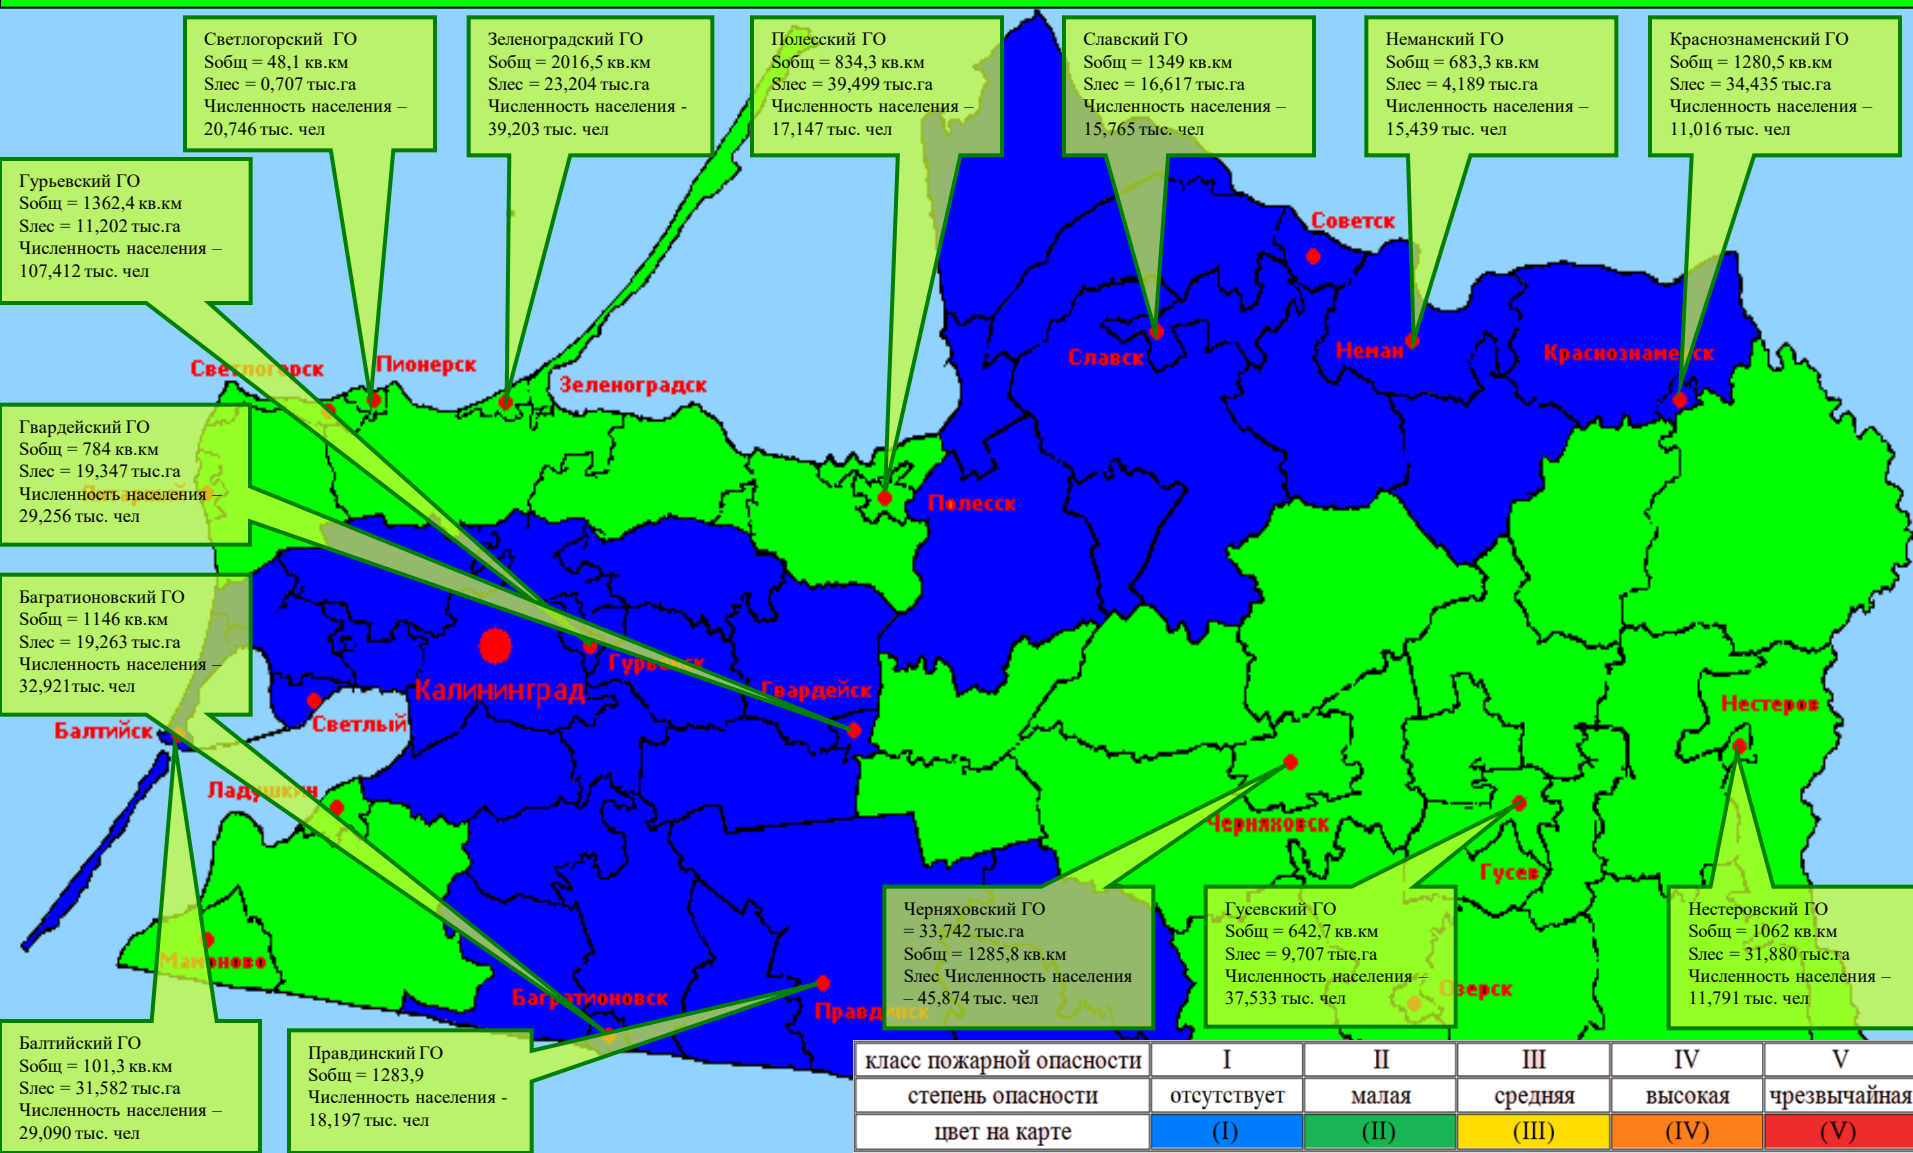 Светлогорский ГО
Sобщ = 48,1 кв.км
Sлес = 0,707 тыс.га
Численность населения –
20,746 тыс. чел
Зеленоградский ГО
Sобщ = 2016,5 кв.км
Sлес = 23,204 тыс.га
Численность населения -
39,203 тыс. чел
Полесский ГО
Sобщ = 834,3 кв.км
Sлес = 39,499 тыс.га
Численность населения –
17,147 тыс. чел
Славский ГО
Sобщ = 1349 кв.км
Sлес = 16,617 тыс.га
Численность населения –
15,765 тыс. чел
Неманский ГО
Sобщ = 683,3 кв.км
Sлес = 4,189 тыс.га
Численность населения –
15,439 тыс. чел
Краснознаменский ГО
Sобщ = 1280,5 кв.км
Sлес = 34,435 тыс.га
Численность населения –
11,016 тыс. чел
Гурьевский ГО
Sобщ = 1362,4 кв.км
Sлес = 11,202 тыс.га
Численность населения –
107,412 тыс. чел
Советск
Славск
Неман
Краснознаменск
Светлогорск
Пионерск
Зеленоградск
Гвардейский ГО
Sобщ = 784 кв.км
Sлес = 19,347 тыс.га
Численность населения –
29,256 тыс. чел
Полесск
Багратионовский ГО
Sобщ = 1146 кв.км
Sлес = 19,263 тыс.га
Численность населения –
32,921тыс. чел
Гурьевск
Калининград
Гвардейск
Светлый
Балтийск
Нестеров
Ладушкин
Черняховск
Гусев
Мамоново
Багратионовск
Правдинск
Озерск
Черняховский ГО
= 33,742 тыс.га
Sобщ = 1285,8 кв.км
Sлес Численность населения
– 45,874 тыс. чел
Гусевский ГО
Sобщ = 642,7 кв.км
Sлес = 9,707 тыс.га
Численность населения –
37,533 тыс. чел
Нестеровский ГО
Sобщ = 1062 кв.км
Sлес = 31,880 тыс.га
Численность населения –
11,791 тыс. чел
Балтийский ГО
Sобщ = 101,3 кв.км
Sлес = 31,582 тыс.га
Численность населения –
29,090 тыс. чел
Правдинский ГО
Sобщ = 1283,9
Численность населения -
18,197 тыс. чел
класс пожарной опасности I II III IV V
степень опасности отсутствует малая средняя высокая чрезвычайная
цвет на карте (I) (II) (III) (IV) (V)